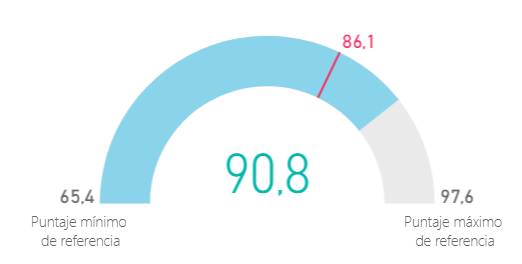 86,1
90,8
65,4
Puntaje mínimo
de referencia
97,6
Puntaje máximo
de referencia